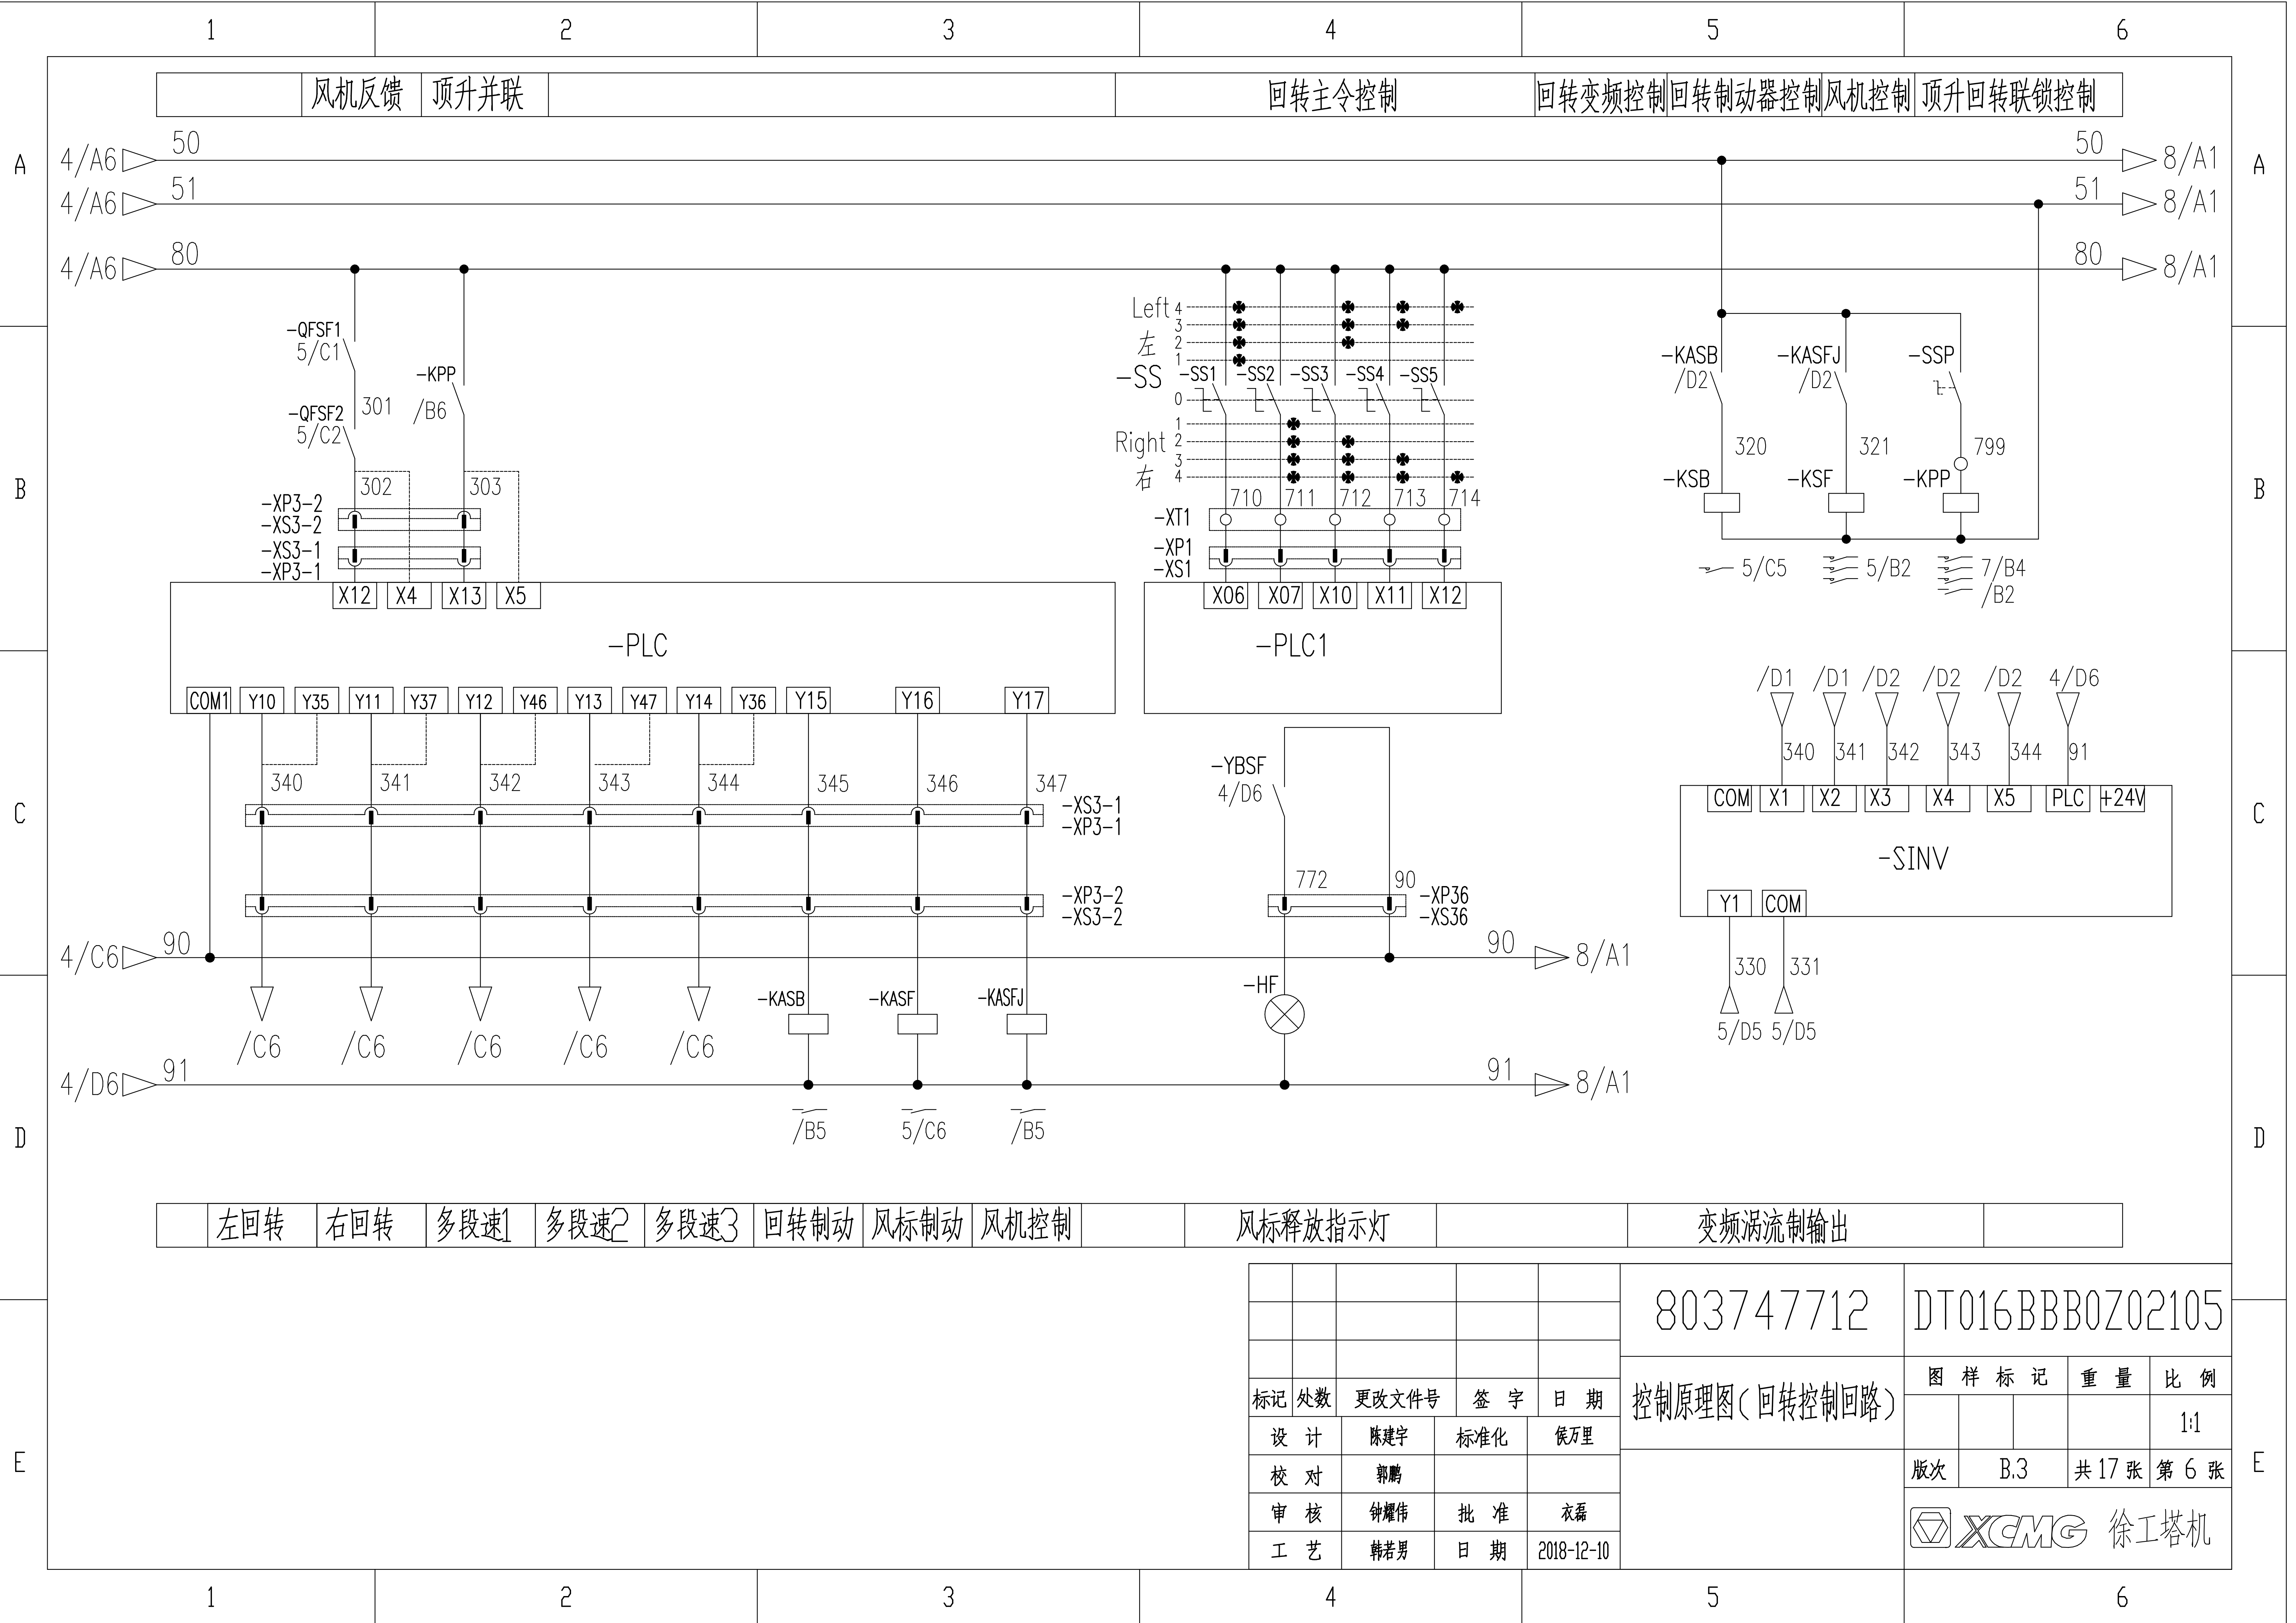 1 2 3 4 5 6
风机反馈 顶升并联 回转主令控制 回转变频控制 回转制动器控制 风机控制 顶升回转联锁控制
A 4/A6 50 50 8/A1 A
4/A6 51 51 8/A1
4/A6 80 80 8/A1
Left 4
3
左 2
1
-SS
0
1
Right 2
3
右 4
-QFSF1
5/C1
301
-QFSF2
5/C2
302
-KPP
/B6
303
-SS1 -SS2 -SS3 -SS4 -SS5
710 711 712 713 714
-KASB -KASFJ -SSP
/D2 /D2
320 321 799
-KSB -KSF -KPP
B B
-XP3-2
-XS3-2
-XS3-1
-XP3-1
-XT1
-XP1
-XS1
5/C5 5/B2 7/B4
/B2
X12 X4 X13 X5
X06 X07 X10 X11 X12
-PLC -PLC1
COM1 Y10 Y35 Y11 Y37 Y12 Y46 Y13 Y47 Y14 Y36 Y15 Y16 Y17
/D1 /D1 /D2 /D2 /D2 4/D6
340 341 342 343 344 91
340 341 342 343 344 345 346 347
-YBSF
4/D6
COM X1 X2 X3 X4 X5 PLC +24V
C C
-XS3-1
-XP3-1
-SINV
772 90
-XP3-2
-XS3-2
-XP36
-XS36
Y1 COM
4/C6 90 90 8/A1
330 331
-KASB -KASF -KASFJ -HF
5/D5 5/D5
/C6 /C6 /C6 /C6 /C6
4/D6 91 91 8/A1
/B5 5/C6 /B5
D D
左回转 右回转 多段速1 多段速2 多段速3 回转制动 风标制动 风机控制 风标释放指示灯 变频涡流制输出
803747712 DT016BBB0Z02105
标记 处数 更改文件号 签 字 日 期
控制原理图(回转控制回路)
图 样 标 记 重 量 比 例
1:1
设 计 陈建宇 标准化 侯万里
校 对 郭鹏
版次 B.3 共 17 张 第 6 张
审 核 钟耀伟 批 准 衣磊
工 艺 韩若男 日 期 2018-12-10
XCMG 徐工塔机
E E
1 2 3 4 5 6